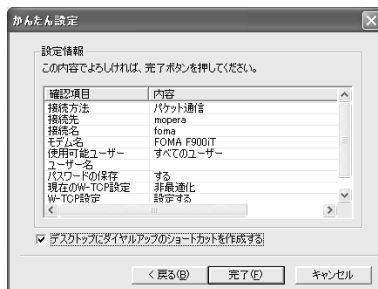 かんたん設定
設定情報
この内容でよろしければ、完了ボタンを押してください。
確認項目 内容
接続方法 パケット通信
接続先 mopera
接続名 foma
モデム名 FOMA F900iT
使用可能ユーザー すべてのユーザー
ユーザー名
パスワードの保存 する
現在のW-TCP設定 非最適化
W-TCP設定 設定する
デスクトップにダイヤルアップのショートカットを作成する
< 戻る(B) 完了(F) キャンセル